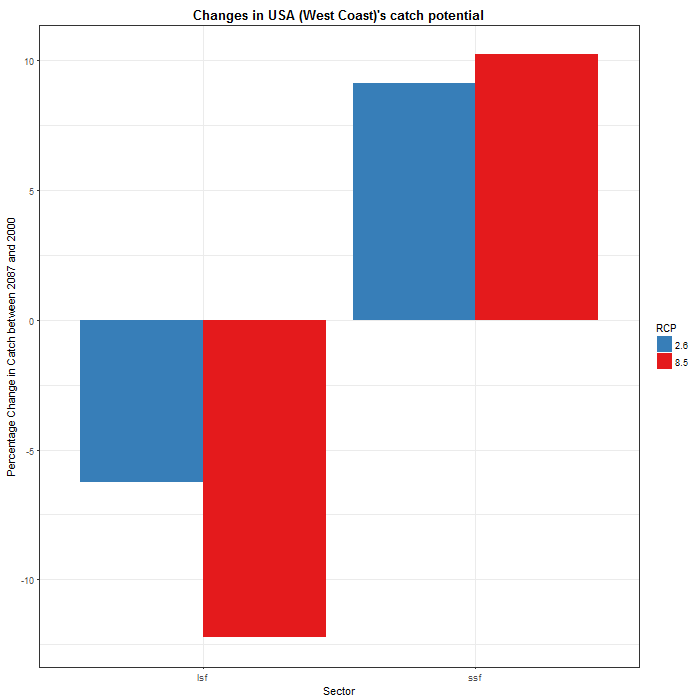 Changes in USA (West Coast)'s catch potential
Percentage Change in Catch between 2087 and 2000
10
5
0
-5
-10
lsf
ssf
Sector
RCP
2.6
8.5